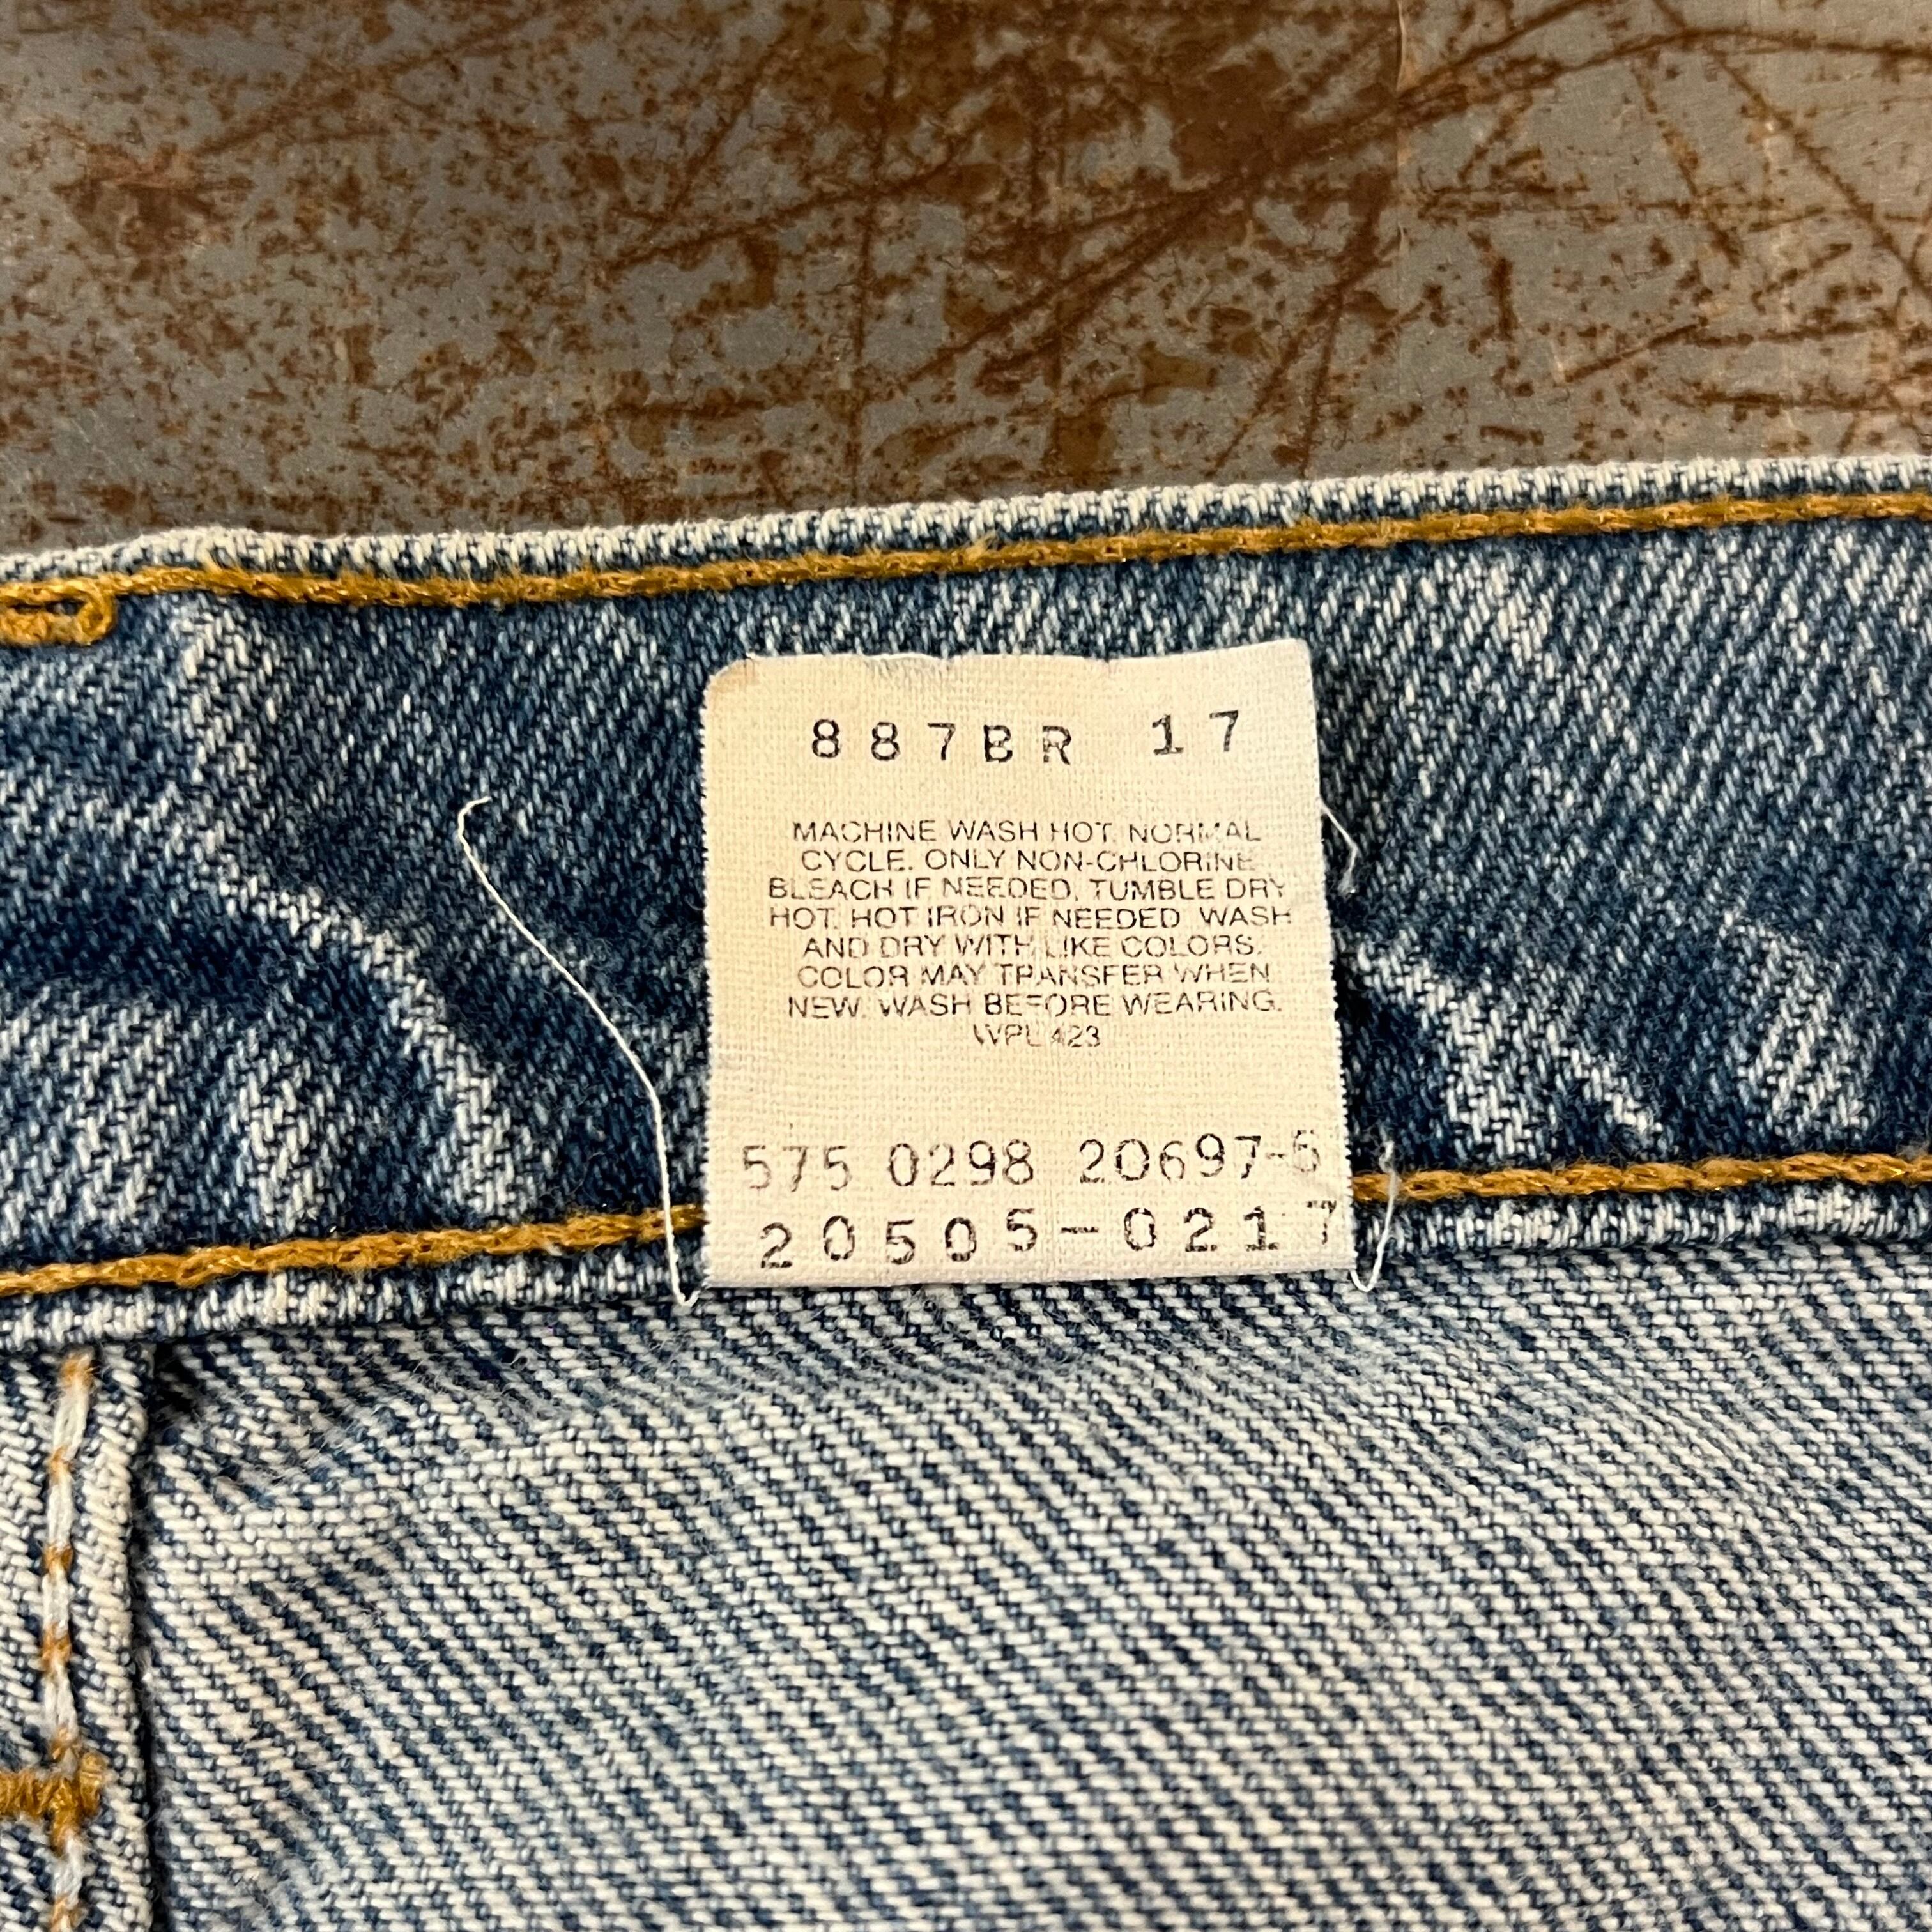 887BR 17
MACHINE WASH HOT. NORMAL
CYCLE. ONLY NON-CHLORINE
BLEACH IF NEEDED. TUMBLE DRY
HOT. HOT IRON IF NEEDED. WASH
AND DRY WITH LIKE COLORS.
COLOR MAY TRANSFER WHEN
NEW. WASH BEFORE WEARING.
WPL 423
575 0298 20697-6
20505-0217